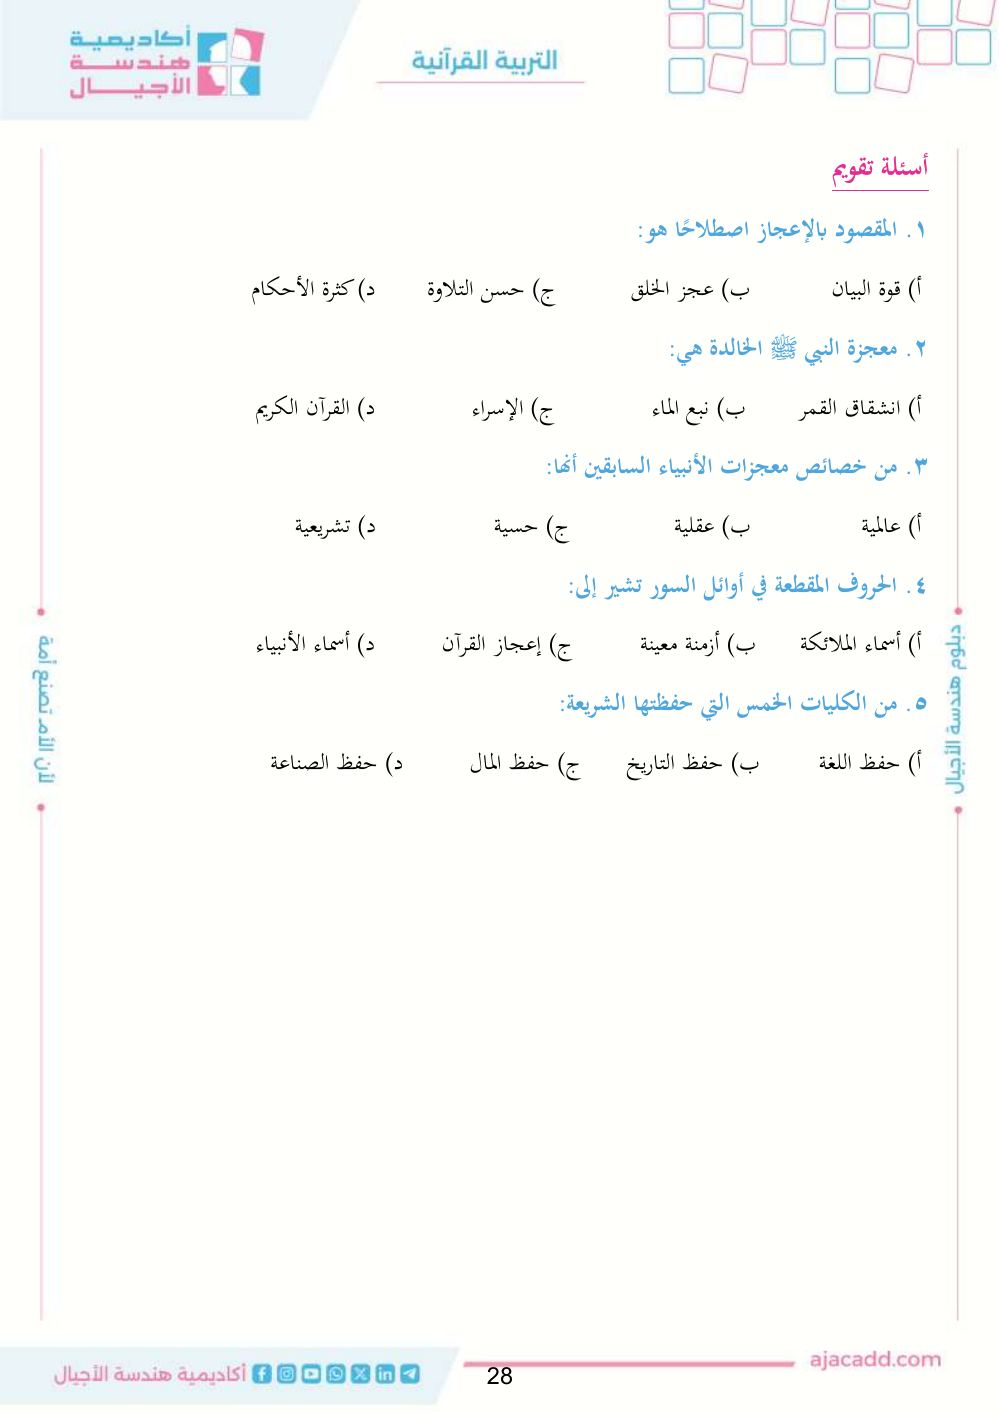 التربية القرآنية
أكاديمية
هندسة
الأجيال
أسئلة تقويم
١. المقصود بالإعجاز اصطلاحًا هو:
أ) قوة البيان ب) عجز الخلق ج) حسن التلاوة د) كثرة الأحكام
٢. معجزة النبي ﷺ الخالدة هي:
أ) انشقاق القمر ب) نبع الماء ج) الإسراء د) القرآن الكريم
٣. من خصائص معجزات الأنبياء السابقين أنها:
أ) عالمية ب) عقلية ج) حسية د) تشريعية
٤. الحروف المقطعة في أوائل السور تشير إلى:
أ) أسماء الملائكة ب) أزمنة معينة ج) إعجاز القرآن د) أسماء الأنبياء
٥. من الكليات الخمس التي حفظتها الشريعة:
أ) حفظ اللغة ب) حفظ التاريخ ج) حفظ المال د) حفظ الصناعة
دبلوم هندسة الأجيال
لأن الأمـ تصنع أمة
ajacadd.com
28
أكاديمية هندسة الأجيال